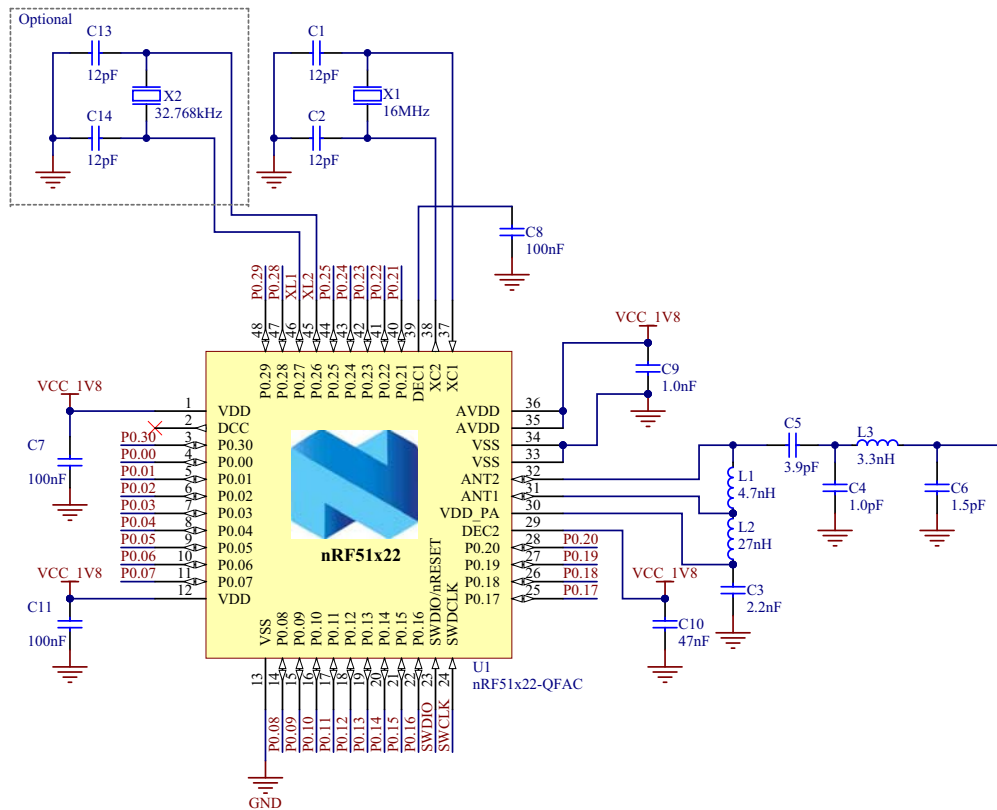 Optional
C13
12pF
X2
32.768kHz
C14
12pF
C1
12pF
X1
16MHz
C2
12pF
C8
100nF
P0.29
P0.28
XL1
XL2
P0.25
P0.24
P0.23
P0.22
P0.21
48
47
46
45
44
43
42
41
40
39
38
37
P0.29
P0.28
P0.27
P0.26
P0.25
P0.24
P0.23
P0.22
P0.21
DEC1
XC2
XC1
VCC_1V8
C7
100nF
P0.30
P0.00
P0.01
P0.02
P0.03
P0.04
P0.05
P0.06
P0.07
VCC_1V8
C11
100nF
1
2
3
4
5
6
7
8
9
10
11
12
VDD
DCC
P0.30
P0.00
P0.01
P0.02
P0.03
P0.04
P0.05
P0.06
P0.07
VDD
nRF51x22
AVDD
AVDD
VSS
VSS
ANT2
ANT1
VDD_PA
DEC2
P0.20
P0.19
P0.18
P0.17
36
35
34
33
32
31
30
29
28
27
26
25
P0.20
P0.19
P0.18
P0.17
VCC_1V8
C9
1.0nF
C5
3.9pF
L3
3.3nH
L1
4.7nH
C4
1.0pF
C6
1.5pF
L2
27nH
C3
2.2nF
VCC_1V8
C10
47nF
VSS
P0.08
P0.09
P0.10
P0.11
P0.12
P0.13
P0.14
P0.15
P0.16
SWDIO/nRESET
SWDCLK
U1
nRF51x22-QFAC
13
14
15
16
17
18
19
20
21
22
23
24
P0.08
P0.09
P0.10
P0.11
P0.12
P0.13
P0.14
P0.15
P0.16
SWDIO
SWCLK
GND